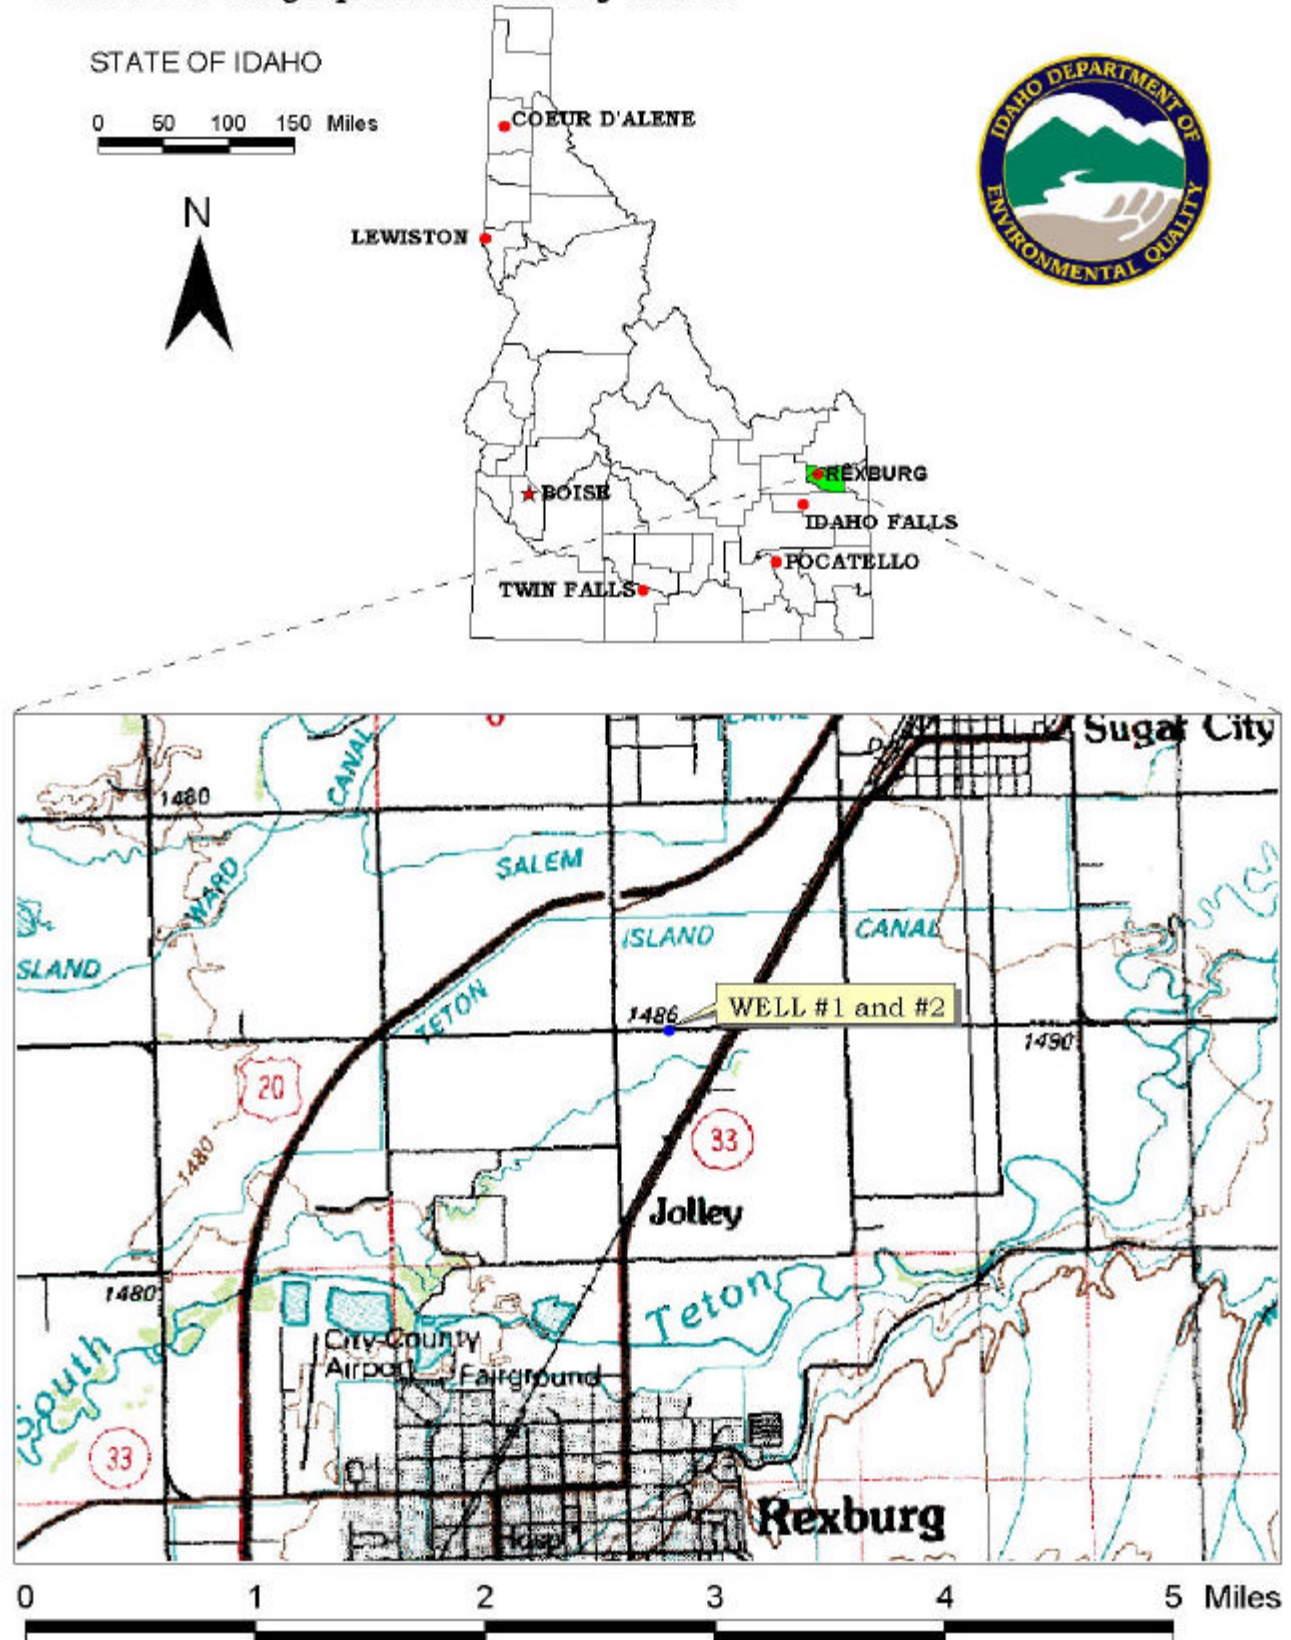 STATE OF IDAHO
0 50 100 150 Miles
N
COEUR D'ALENE
LEWISTON
BOISE
REXBURG
IDAHO FALLS
POCATELLO
TWIN FALLS
IDAHO DEPARTMENT OF
ENVIRONMENTAL QUALITY
CANAL
Sugar City
1480
CANAL
SALEM
WARD
ISLAND
CANAL
SLAND
TETON
1486
WELL #1 and #2
1490
20
33
1480
Jolley
1480
Teton
South
City-County
Airport
Fairground
33
Rexburg
Hosp
0 1 2 3 4 5 Miles